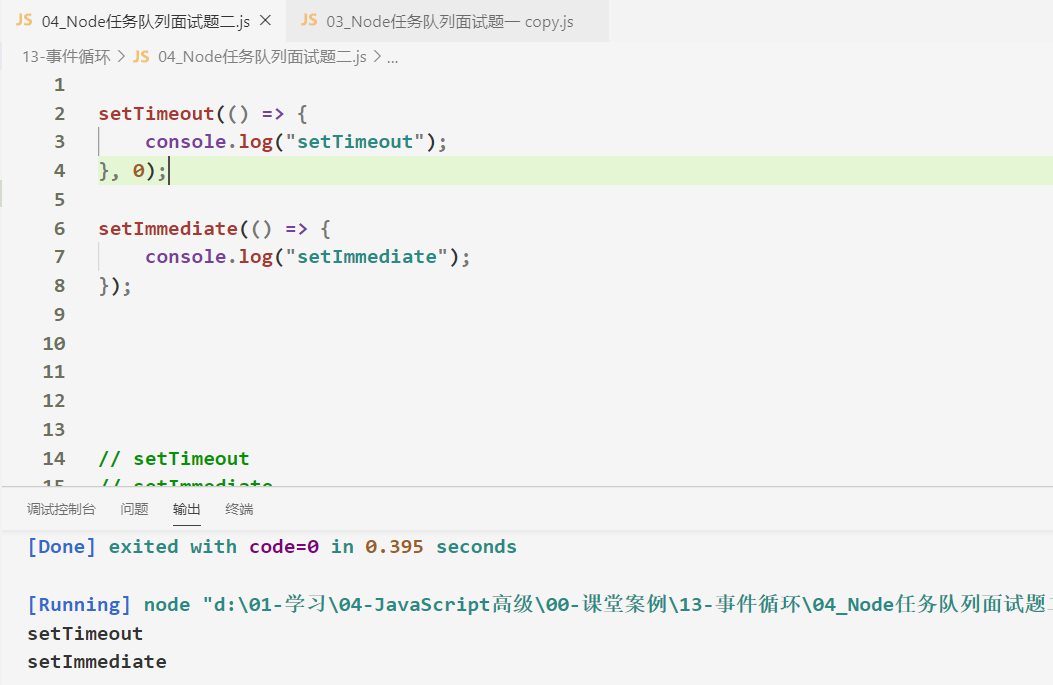 JS 04_Node任务队列面试题二.js ×
JS 03_Node任务队列面试题一 copy.js
13-事件循环 > JS 04_Node任务队列面试题二.js > ...
1
2 setTimeout(() => {
3 console.log("setTimeout");
4 }, 0);
5
6 setImmediate(() => {
7 console.log("setImmediate");
8 });
9
10
11
12
13
14 // setTimeout
15 // setImmediate
调试控制台 问题 输出 终端
[Done] exited with code=0 in 0.395 seconds
[Running] node "d:\01-学习\04-JavaScript高级\00-课堂案例\13-事件循环\04_Node任务队列面试题
setTimeout
setImmediate